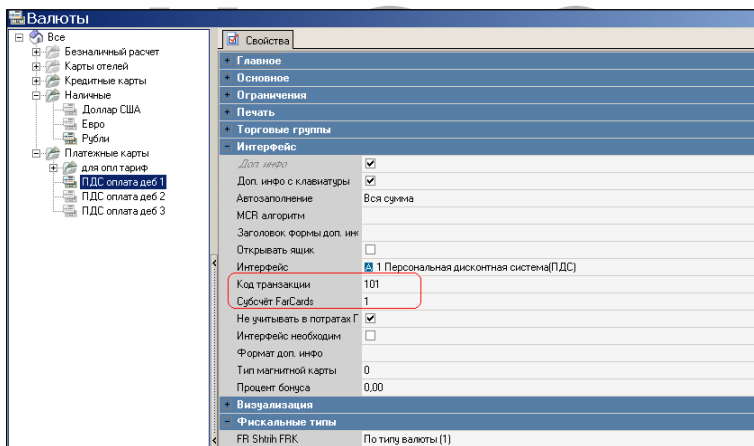 Валюты
Все
Безналичный расчет
Карты отелей
Кредитные карты
Наличные
Доллар США
Евро
Рубли
Платежные карты
для опл тариф
ПДС оплата деб 1
ПДС оплата деб 2
ПДС оплата деб 3
Свойства
+ Главное
+ Основное
+ Ограничения
+ Печать
+ Торговые группы
- Интерфейс
Доп. инфо
Доп. инфо с клавиатуры
Автозаполнение Вся сумма
MCR алгоритм
Заголовок формы доп. инф
Открывать ящик
Интерфейс 1 Персональная дисконтная система(ПДС)
Код транзакции 101
Субсчёт FarCards 1
Не учитывать в потратах Г
Интерфейс необходим
Формат доп. инфо
Тип магнитной карты 0
Процент бонуса 0,00
+ Визуализация
- Фискальные типы
FR Shtrih FRK По типу валюты (1)